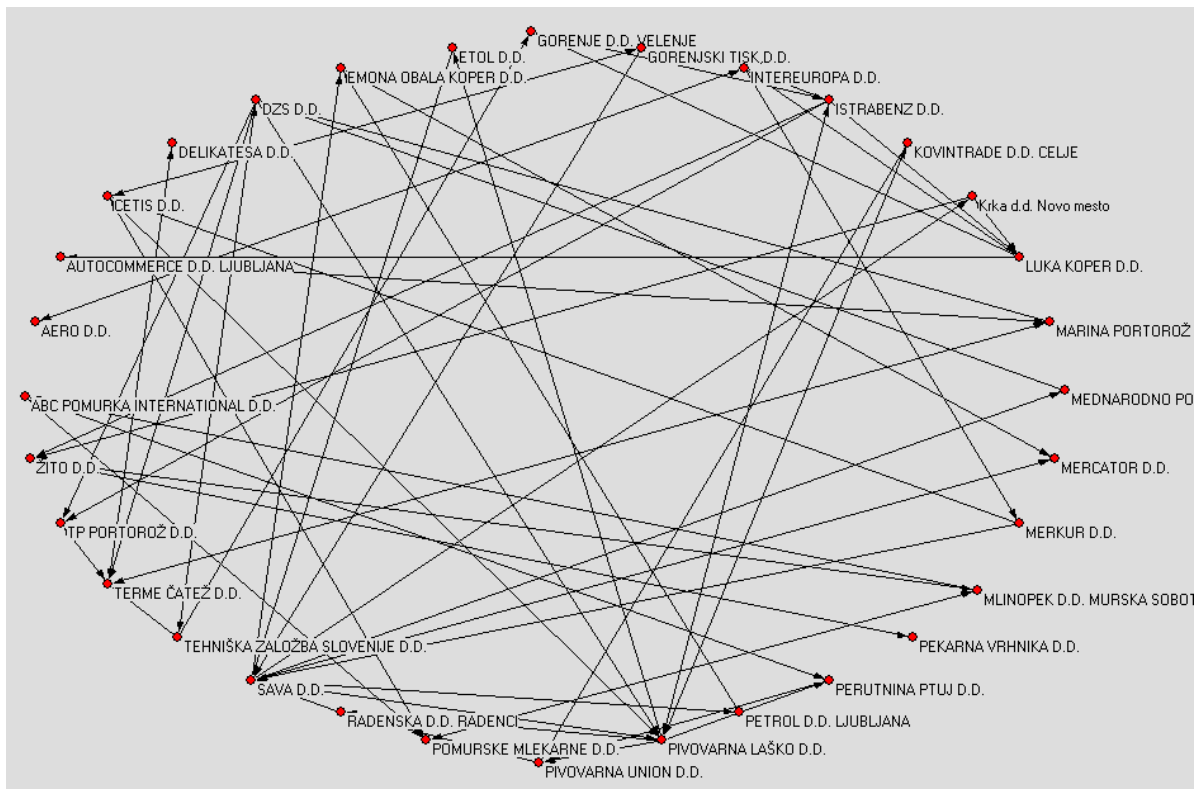 GORENJE D.D. VELENJE
ETOL D.D.
GORENJSKI TISK,D.D.
EMONA OBALA KOPER D.D.
INTEREUROPA D.D.
DZS D.D.
ISTRABENZ D.D.
DELIKATESA D.D.
KOVINTRADE D.D. CELJE
CETIS D.D.
Krka d.d. Novo mesto
AUTOCOMMERCE D.D. LJUBLJANA
LUKA KOPER D.D.
AERO D.D.
MARINA PORTOROŽ
MEDNARODNO PO
ABC POMURKA INTERNATIONAL D.D.
ŽITO D.D.
MERCATOR D.D.
TP PORTOROŽ D.D.
MERKUR D.D.
TERME ČATEŽ D.D.
MLINOPEK D.D. MURSKA SOBOT
TEHNIŠKA ZALOŽBA SLOVENIJE D.D.
PEKARNA VRHNIKA D.D.
SAVA D.D.
PERUTNINA PTUJ D.D.
RADENSKA D.D. RADENCI
PETROL D.D. LJUBLJANA
POMURSKE MLEKARNE D.D.
PIVOVARNA LAŠKO D.D.
PIVOVARNA UNION D.D.